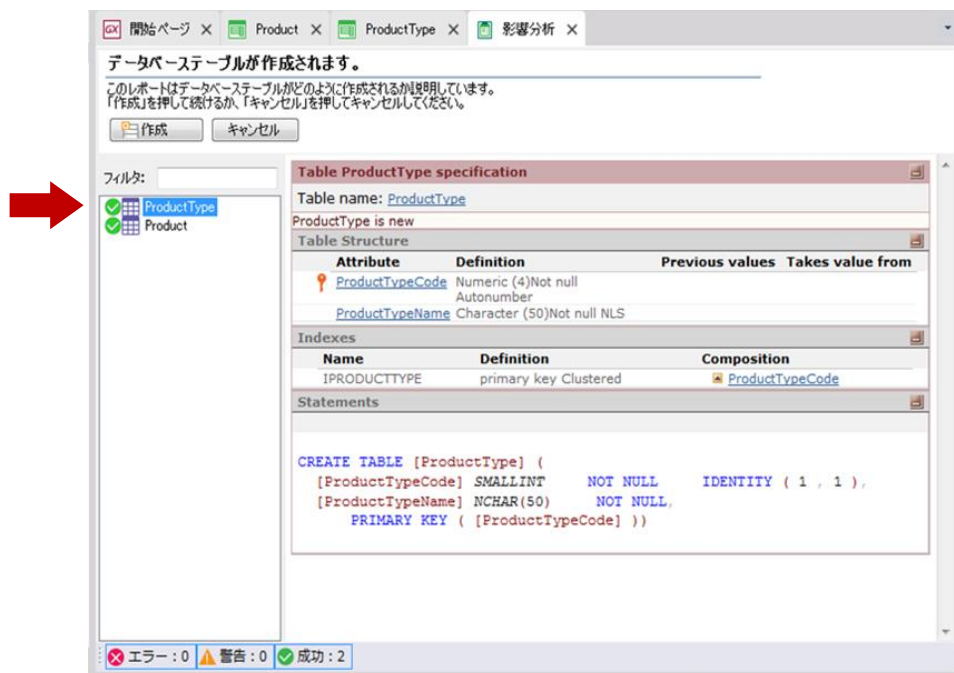 GX 開始ページ × Product × ProductType × 影響分析 ×
データベーステーブルが作成されます。
このレポートはデータベーステーブルがどのように作成されるか説明しています。
「作成」を押して続けるか、「キャンセル」を押してキャンセルしてください。
作成 キャンセル
フィルタ:
ProductType
Product
Table ProductType specification
Table name: ProductType
ProductType is new
Table Structure
Attribute Definition Previous values Takes value from
ProductTypeCode Numeric (4)Not null
Autonumber
ProductTypeName Character (50)Not null NLS
Indexes
Name Definition Composition
IPRODUCTTYPE primary key Clustered ProductTypeCode
Statements
CREATE TABLE [ProductType] (
[ProductTypeCode] SMALLINT NOT NULL IDENTITY ( 1 , 1 ),
[ProductTypeName] NCHAR(50) NOT NULL,
PRIMARY KEY ( [ProductTypeCode] ))
エラー : 0 警告 : 0 成功 : 2